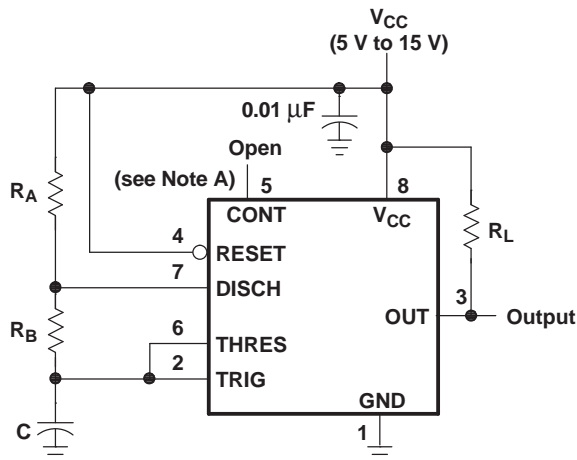 VCC
(5 V to 15 V)
0.01 μF
Open
(see Note A)
5
8
RA
CONT
VCC
RL
4
RESET
7
DISCH
3
OUT
Output
RB
6
THRES
2
TRIG
GND
C
1